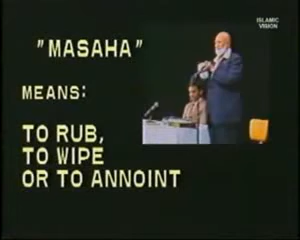 ISLAMIC
VISION
"MASAHA"
MEANS:
TO RUB,
TO WIPE
OR TO ANNOINT